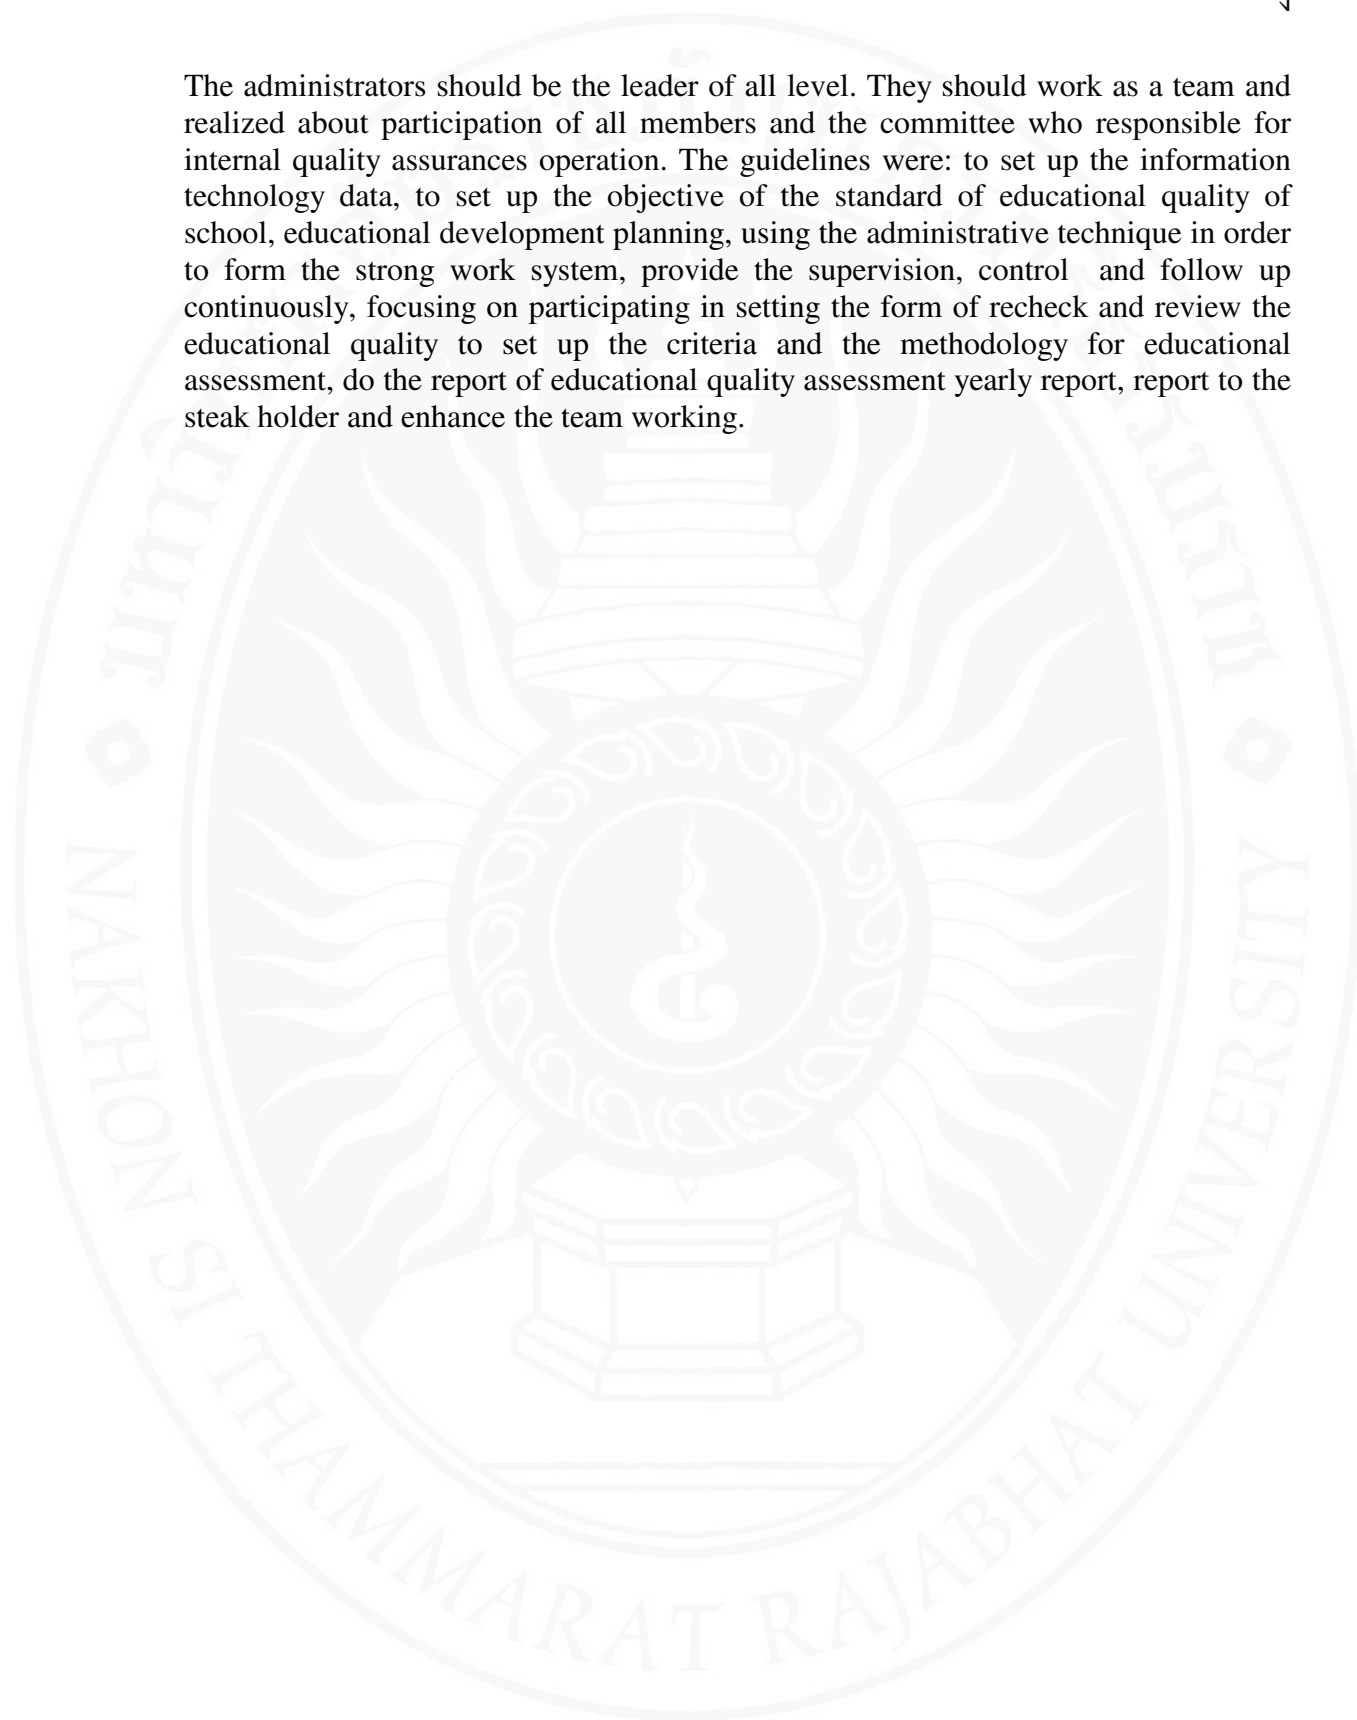 The administrators should be the leader of all level. They should work as a team and
realized about participation of all members and the committee who responsible for
internal quality assurances operation. The guidelines were: to set up the information
technology data, to set up the objective of the standard of educational quality of
school, educational development planning, using the administrative technique in order
to form the strong work system, provide the supervision, control and follow up
continuously, focusing on participating in setting the form of recheck and review the
educational quality to set up the criteria and the methodology for educational
assessment, do the report of educational quality assessment yearly report, report to the
steak holder and enhance the team working.
NAKHON SI THAMMARAT RAJABHAT UNIVERSITY